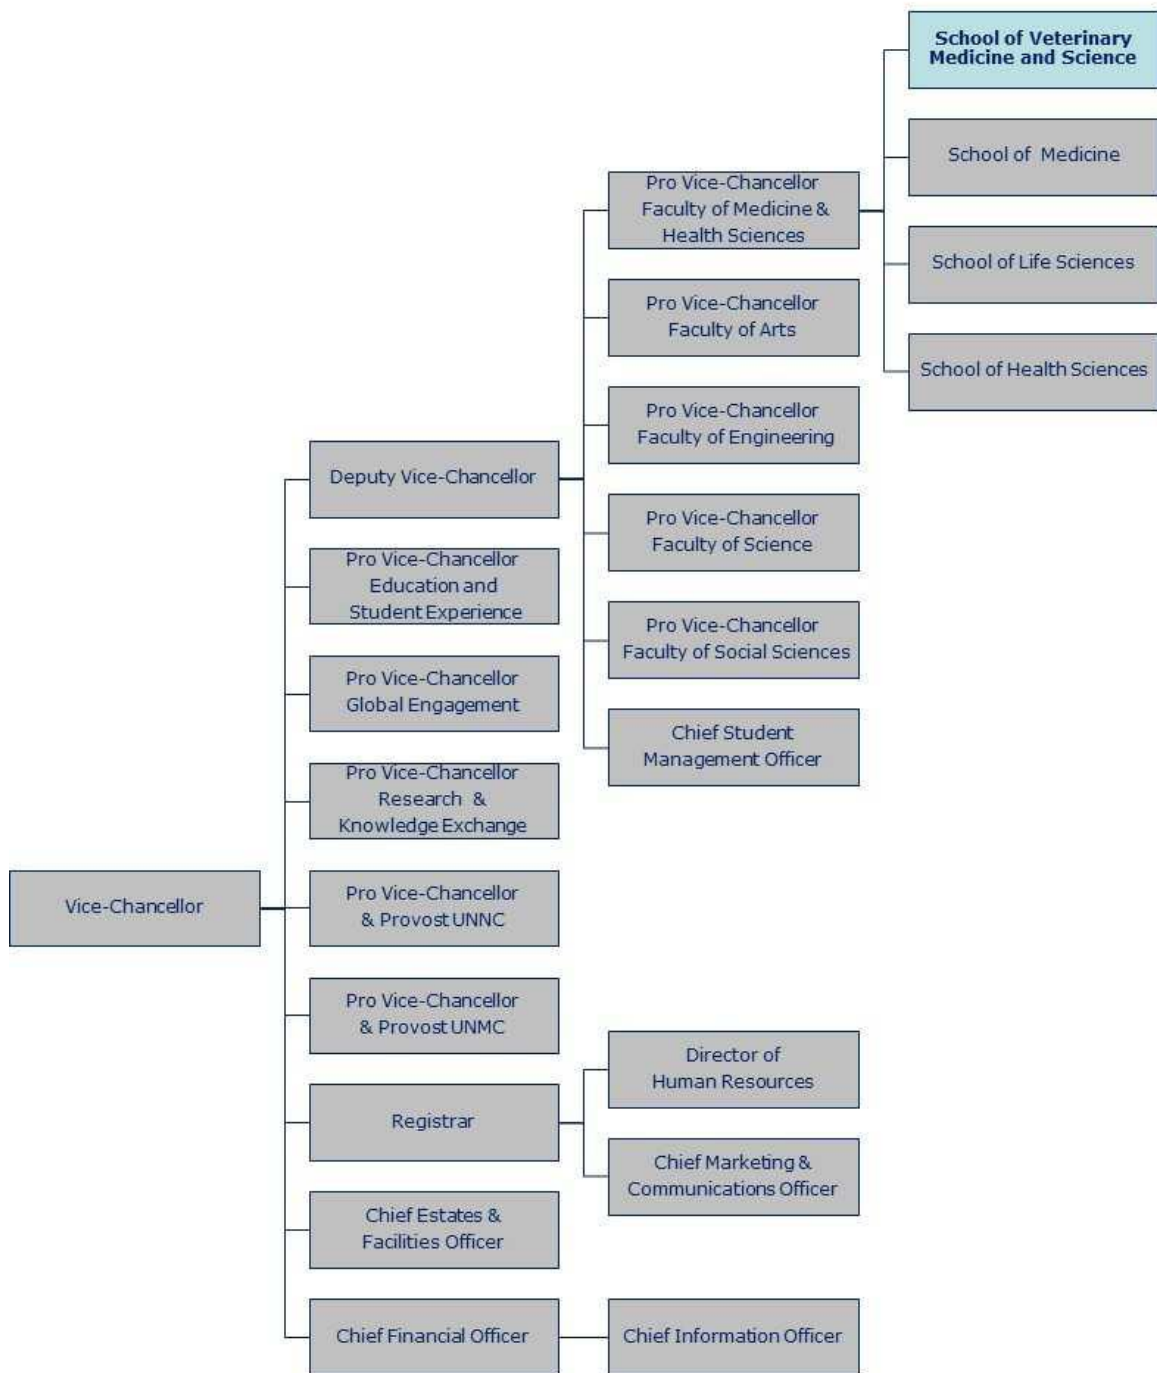 School of Veterinary
Medicine and Science
School of Medicine
School of Life Sciences
School of Health Sciences
Pro Vice-Chancellor
Faculty of Medicine &
Health Sciences
Pro Vice-Chancellor
Faculty of Arts
Pro Vice-Chancellor
Faculty of Engineering
Pro Vice-Chancellor
Faculty of Science
Pro Vice-Chancellor
Faculty of Social Sciences
Chief Student
Management Officer
Deputy Vice-Chancellor
Pro Vice-Chancellor
Education and
Student Experience
Pro Vice-Chancellor
Global Engagement
Pro Vice-Chancellor
Research &
Knowledge Exchange
Vice-Chancellor
Pro Vice-Chancellor
& Provost UNNC
Pro Vice-Chancellor
& Provost UNMC
Registrar
Director of
Human Resources
Chief Marketing &
Communications Officer
Chief Estates &
Facilities Officer
Chief Financial Officer
Chief Information Officer